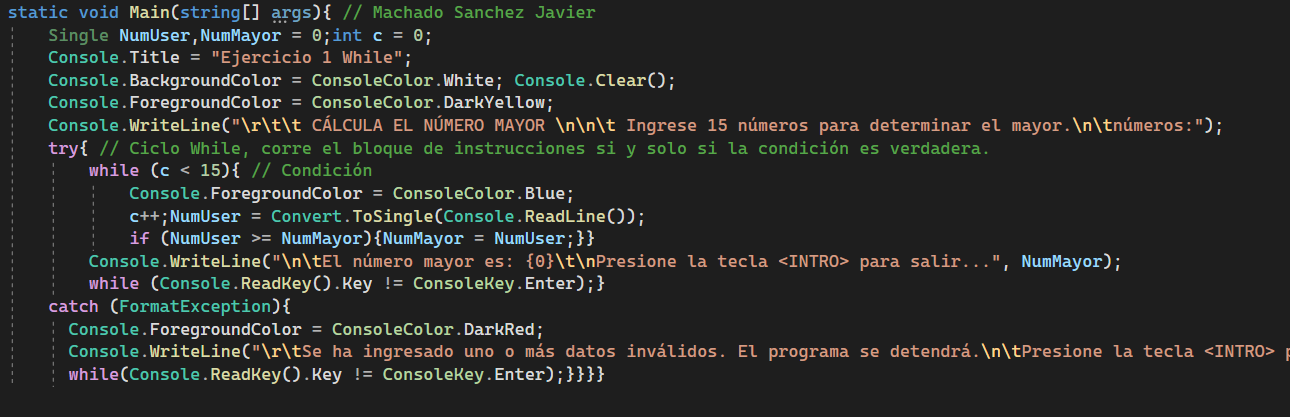 static void Main(string[] args){ // Machado Sanchez Javier
Single NumUser,NumMayor = 0;int c = 0;
Console.Title = "Ejercicio 1 While";
Console.BackgroundColor = ConsoleColor.White; Console.Clear();
Console.ForegroundColor = ConsoleColor.DarkYellow;
Console.WriteLine("\r\t\t CÁLCULA EL NÚMERO MAYOR \n\n\t Ingrese 15 números para determinar el mayor.\n\tnúmeros:");
try{ // Ciclo While, corre el bloque de instrucciones si y solo si la condición es verdadera.
while (c < 15){ // Condición
Console.ForegroundColor = ConsoleColor.Blue;
c++;NumUser = Convert.ToSingle(Console.ReadLine());
if (NumUser >= NumMayor){NumMayor = NumUser;}}
Console.WriteLine("\n\tEl número mayor es: {0}\t\nPresione la tecla <INTRO> para salir...", NumMayor);
while (Console.ReadKey().Key != ConsoleKey.Enter);}
catch (FormatException){
Console.ForegroundColor = ConsoleColor.DarkRed;
Console.WriteLine("\r\tSe ha ingresado uno o más datos inválidos. El programa se detendrá.\n\tPresione la tecla <INTRO>
while(Console.ReadKey().Key != ConsoleKey.Enter);}}}}